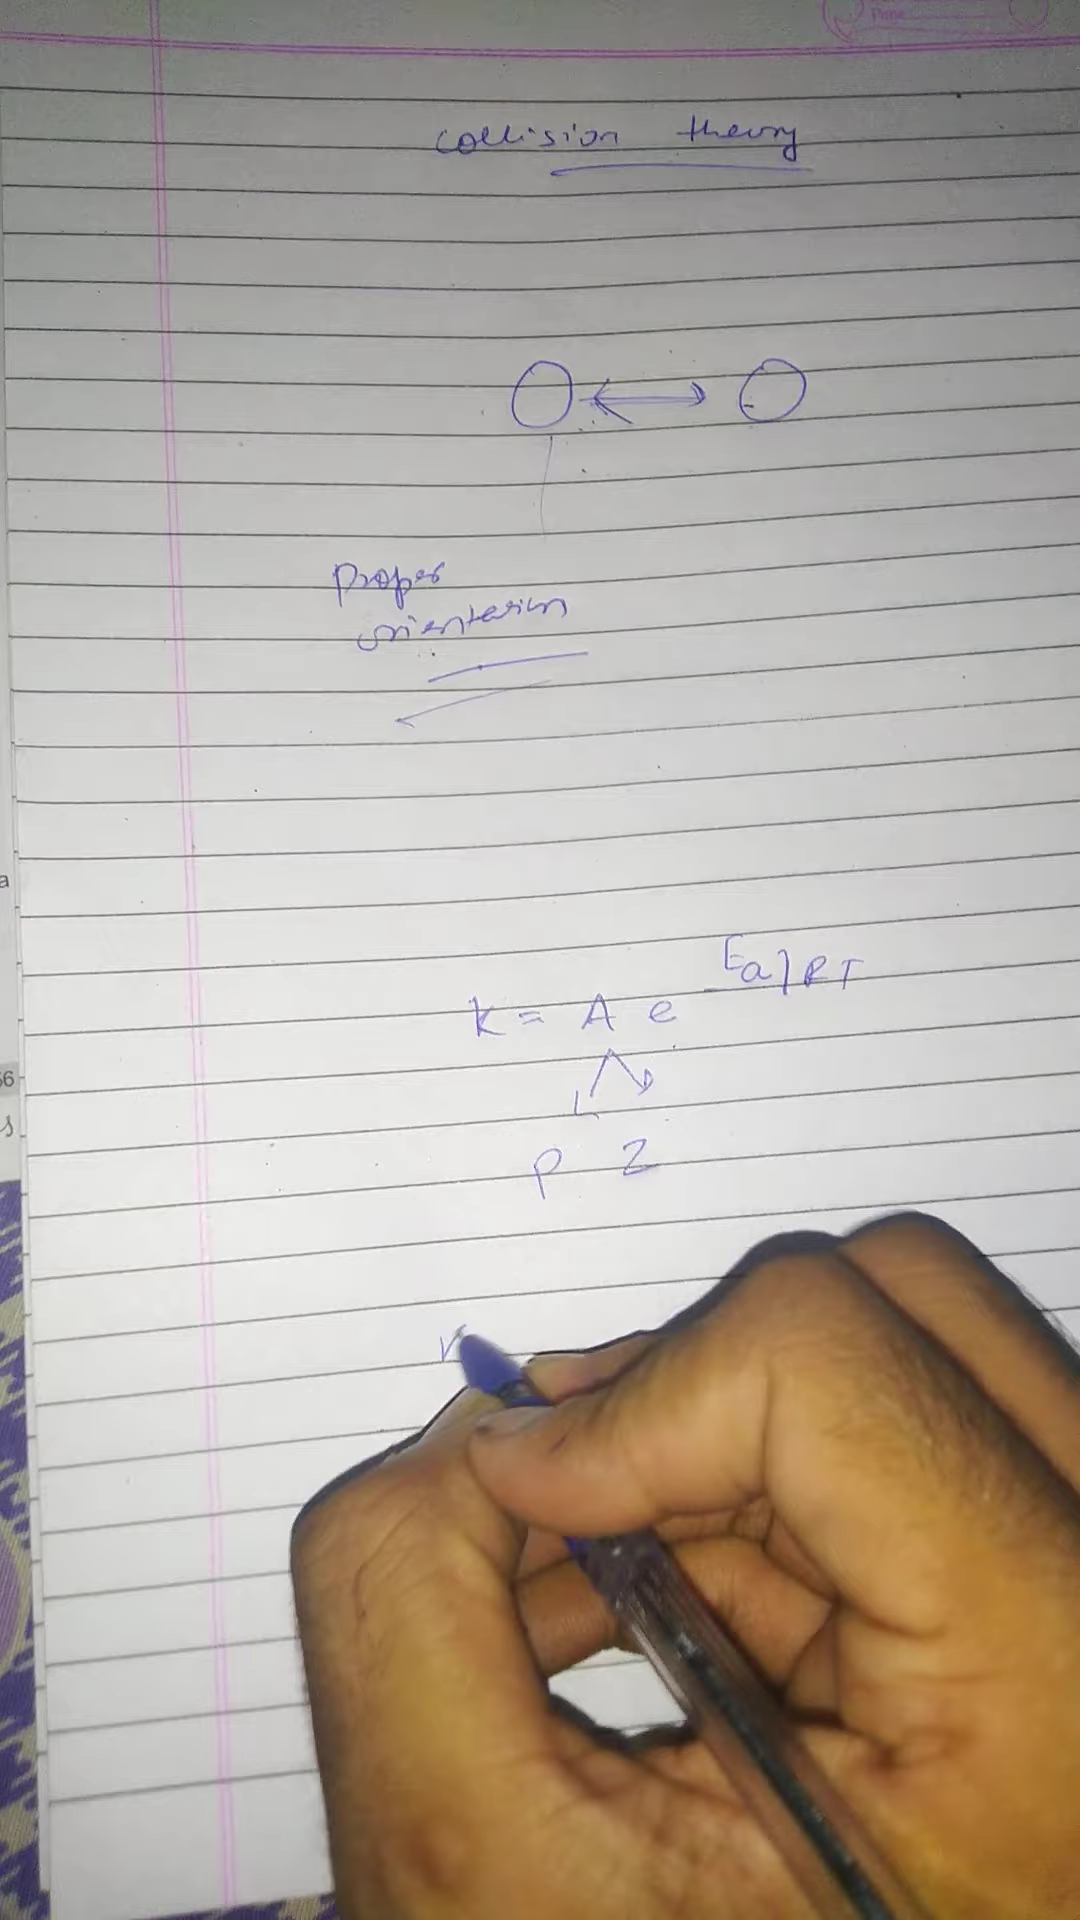 Collision theory
Proper
orientation
K = A e -Ea/RT
P Z
K